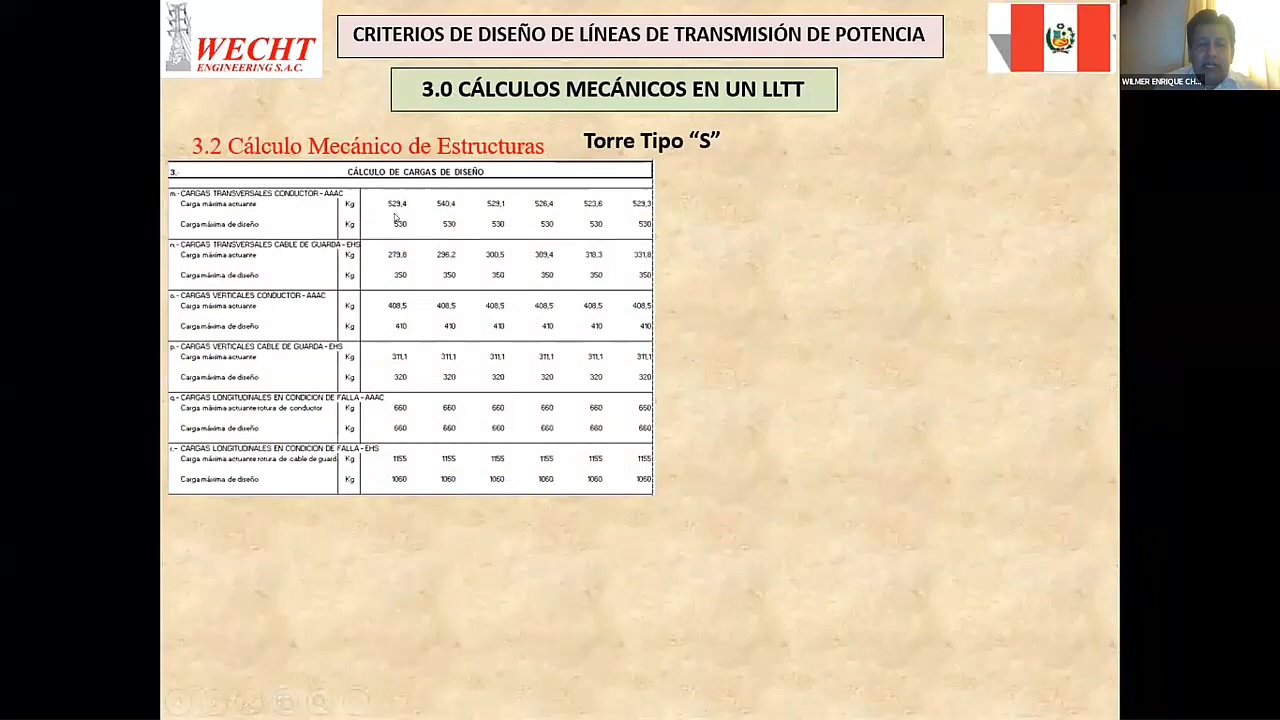 WECHT
ENGINEERING S.A.C.
CRITERIOS DE DISEÑO DE LÍNEAS DE TRANSMISIÓN DE POTENCIA
WILMER ENRIQUE CH...
3.0 CÁLCULOS MECÁNICOS EN UN LLTT
3.2 Cálculo Mecánico de Estructuras
Torre Tipo “S”
3.- CÁLCULO DE CARGAS DE DISEÑO
m.- CARGAS TRANSVERSALES CONDUCTOR - AAAC
Carga máxima actuante Kg 529,4 540,4 529,1 526,4 523,6 529,3
Carga máxima de diseño Kg 530 530 530 530 530 530
n.- CARGAS TRANSVERSALES CABLE DE GUARDA - EHS
Carga máxima actuante Kg 279,8 296,2 300,5 309,4 318,3 331,8
Carga máxima de diseño Kg 350 350 350 350 350 350
o.- CARGAS VERTICALES CONDUCTOR - AAAC
Carga máxima actuante Kg 408,5 408,5 408,5 408,5 408,5 408,5
Carga máxima de diseño Kg 410 410 410 410 410 410
p.- CARGAS VERTICALES CABLE DE GUARDA - EHS
Carga máxima actuante Kg 311,1 311,1 311,1 311,1 311,1 311,1
Carga máxima de diseño Kg 320 320 320 320 320 320
q.- CARGAS LONGITUDINALES EN CONDICION DE FALLA - AAAC
Carga máxima actuante rotura de conductor Kg 660 660 660 660 660 660
Carga máxima de diseño Kg 660 660 660 660 660 660
r.- CARGAS LONGITUDINALES EN CONDICION DE FALLA - EHS
Carga máxima actuante rotura de cable de guard Kg 1155 1155 1155 1155 1155 1155
Carga máxima de diseño Kg 1060 1060 1060 1060 1060 1060